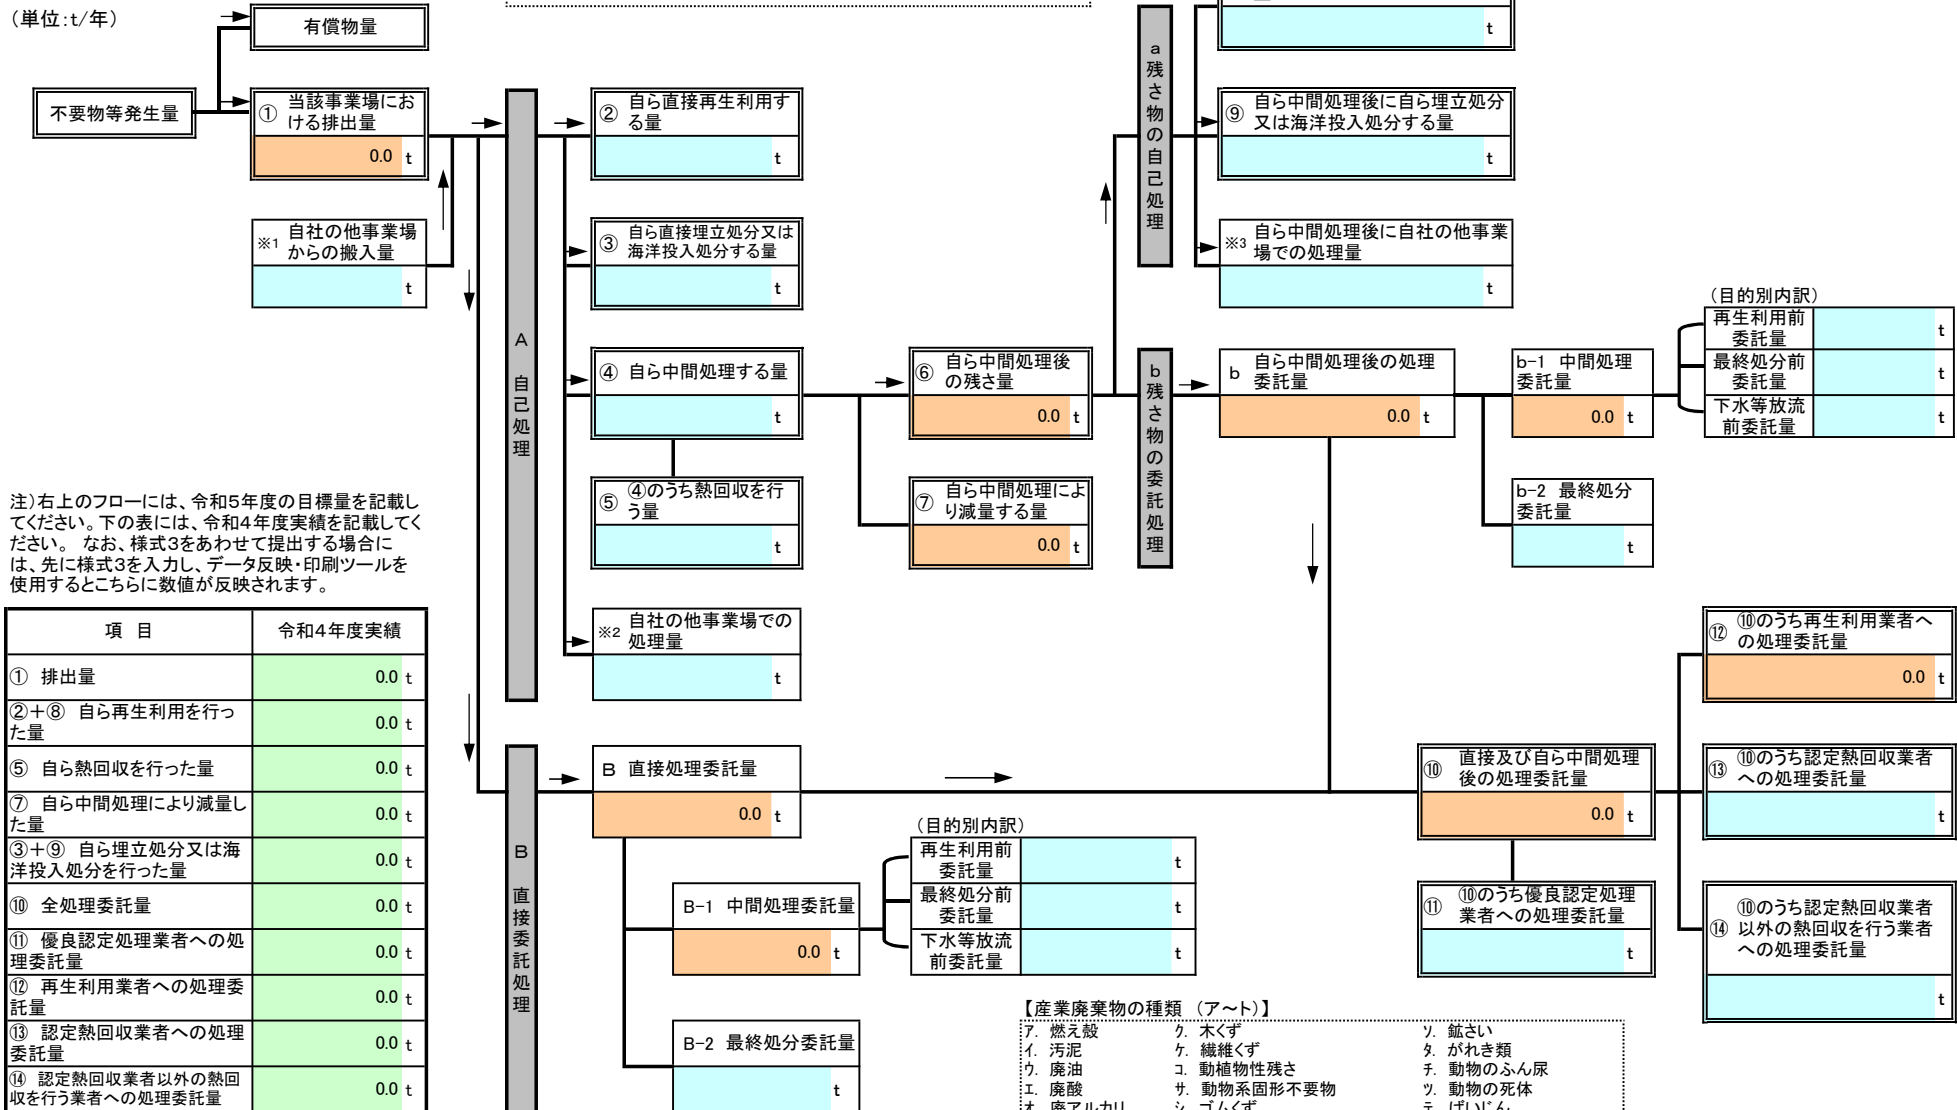 (単位:t/年)
有償物量
t
不要物等発生量
① 当該事業場にお
ける排出量
0.0 t
② 自ら直接再生利用す
る量
t
a 残さ物の自己処理
⑨ 自ら中間処理後に自ら埋立処分
又は海洋投入処分する量
t
※1 自社の他事業場
からの搬入量
t
③ 自ら直接埋立処分又は
海洋投入処分する量
t
※3 自ら中間処理後に自社の他事業
場での処理量
t
A 自己処理
④ 自ら中間処理する量
t
⑥ 自ら中間処理後
の残さ量
0.0 t
b 残さ物の委託処理
b 自ら中間処理後の処理
委託量
0.0 t
b-1 中間処理
委託量
0.0 t
(目的別内訳)
再生利用前
委託量
t
最終処分前
委託量
t
下水等放流
前委託量
t
⑤ ④のうち熱回収を行
う量
t
⑦ 自ら中間処理によ
り減量する量
0.0 t
b-2 最終処分
委託量
t
注)右上のフローには、令和5年度の目標量を記載し
てください。下の表には、令和4年度実績を記載してく
ださい。 なお、様式3をあわせて提出する場合に
は、先に様式3を入力し、データ反映・印刷ツールを
使用するとこちらに数値が反映されます。
※2 自社の他事業場での
処理量
t
項 目 令和4年度実績
① 排出量 0.0 t
②+⑧ 自ら再生利用を行っ
た量 0.0 t
⑤ 自ら熱回収を行った量 0.0 t
⑦ 自ら中間処理により減量し
た量 0.0 t
③+⑨ 自ら埋立処分又は海
洋投入処分を行った量 0.0 t
⑩ 全処理委託量 0.0 t
⑪ 優良認定処理業者への処
理委託量 0.0 t
⑫ 再生利用業者への処理委
託量 0.0 t
⑬ 認定熱回収業者への処理
委託量 0.0 t
⑭ 認定熱回収業者以外の熱回
収を行う業者への処理委託量 0.0 t
B 直接委託処理
B 直接処理委託量
0.0 t
B-1 中間処理委託量
0.0 t
(目的別内訳)
再生利用前
委託量
t
最終処分前
委託量
t
下水等放流
前委託量
t
B-2 最終処分委託量
t
⑩ 直接及び自ら中間処理
後の処理委託量
0.0 t
⑪ ⑩のうち優良認定処理
業者への処理委託量
t
⑫ ⑩のうち再生利用業者へ
の処理委託量
0.0 t
⑬ ⑩のうち認定熱回収業者
への処理委託量
t
⑭ ⑩のうち認定熱回収業者
以外の熱回収を行う業者
への処理委託量
t
【産業廃棄物の種類 (ア~ト)】
ア. 燃え殻 ク. 木くず ソ. 鉱さい
イ. 汚泥 ケ. 繊維くず タ. がれき類
ウ. 廃油 コ. 動植物性残さ チ. 動物のふん尿
エ. 廃酸 サ. 動物系固形不要物 ツ. 動物の死体
オ. 廃アルカリ シ. ゴムくず テ. ばいじん